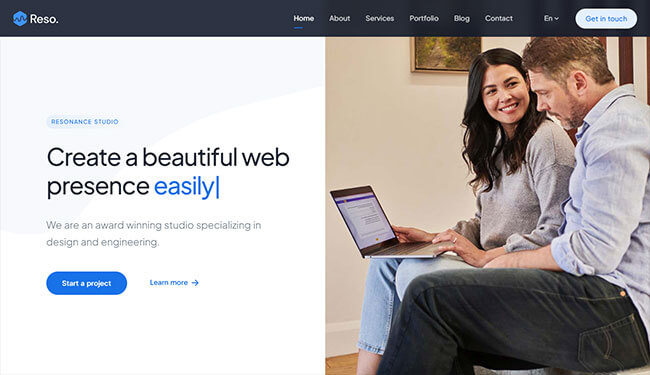 Reso.
Home
About
Services
Portfolio
Blog
Contact
En
Get in touch
RESONANCE STUDIO
Create a beautiful web
presence easily|
We are an award winning studio specializing in
design and engineering.
Start a project
Learn more →